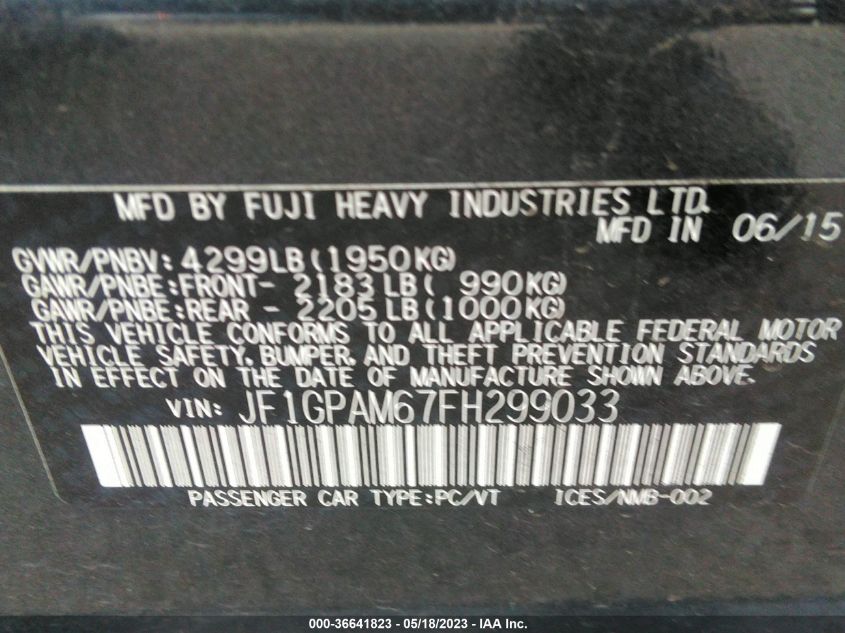 MFD BY FUJI HEAVY INDUSTRIES LTD.
MFD IN 06/15
GVWR/PNBV: 4299LB(1950KG)
GAWR/PNBE:FRONT- 2183 LB( 990KG)
GAWR/PNBE:REAR - 2205 LB(1000KG)
THIS VEHICLE CONFORMS TO ALL APPLICABLE FEDERAL MOTOR
VEHICLE SAFETY, BUMPER, AND THEFT PREVENTION STANDARDS
IN EFFECT ON THE DATE OF MANUFACTURE SHOWN ABOVE.
VIN: JF1GPAM67FH299033
PASSENGER CAR TYPE:PC/VT ICES/NMB-002
000-36641823 - 05/18/2023 - IAA Inc.